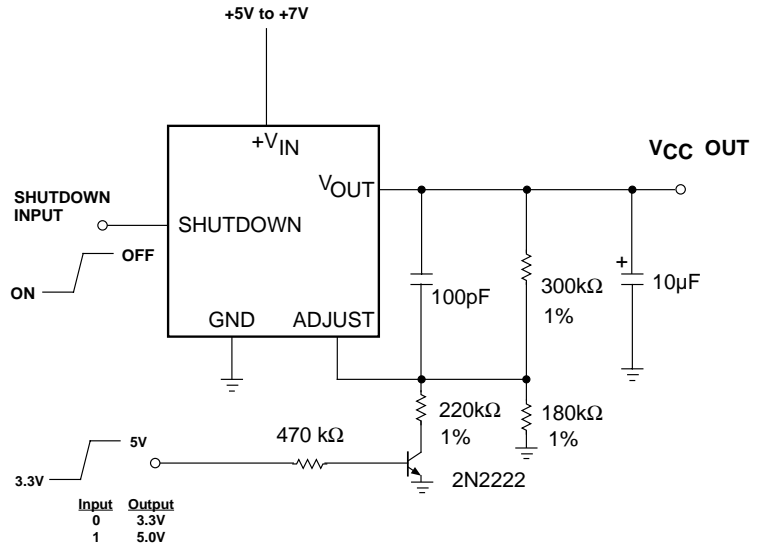 +5V to +7V
+VIN
VCC OUT
VOUT
SHUTDOWN
INPUT
SHUTDOWN
OFF
ON
100pF
300kΩ
1%
+
10µF
GND
ADJUST
220kΩ
1%
180kΩ
1%
470 kΩ
5V
3.3V
2N2222
Input Output
0 3.3V
1 5.0V